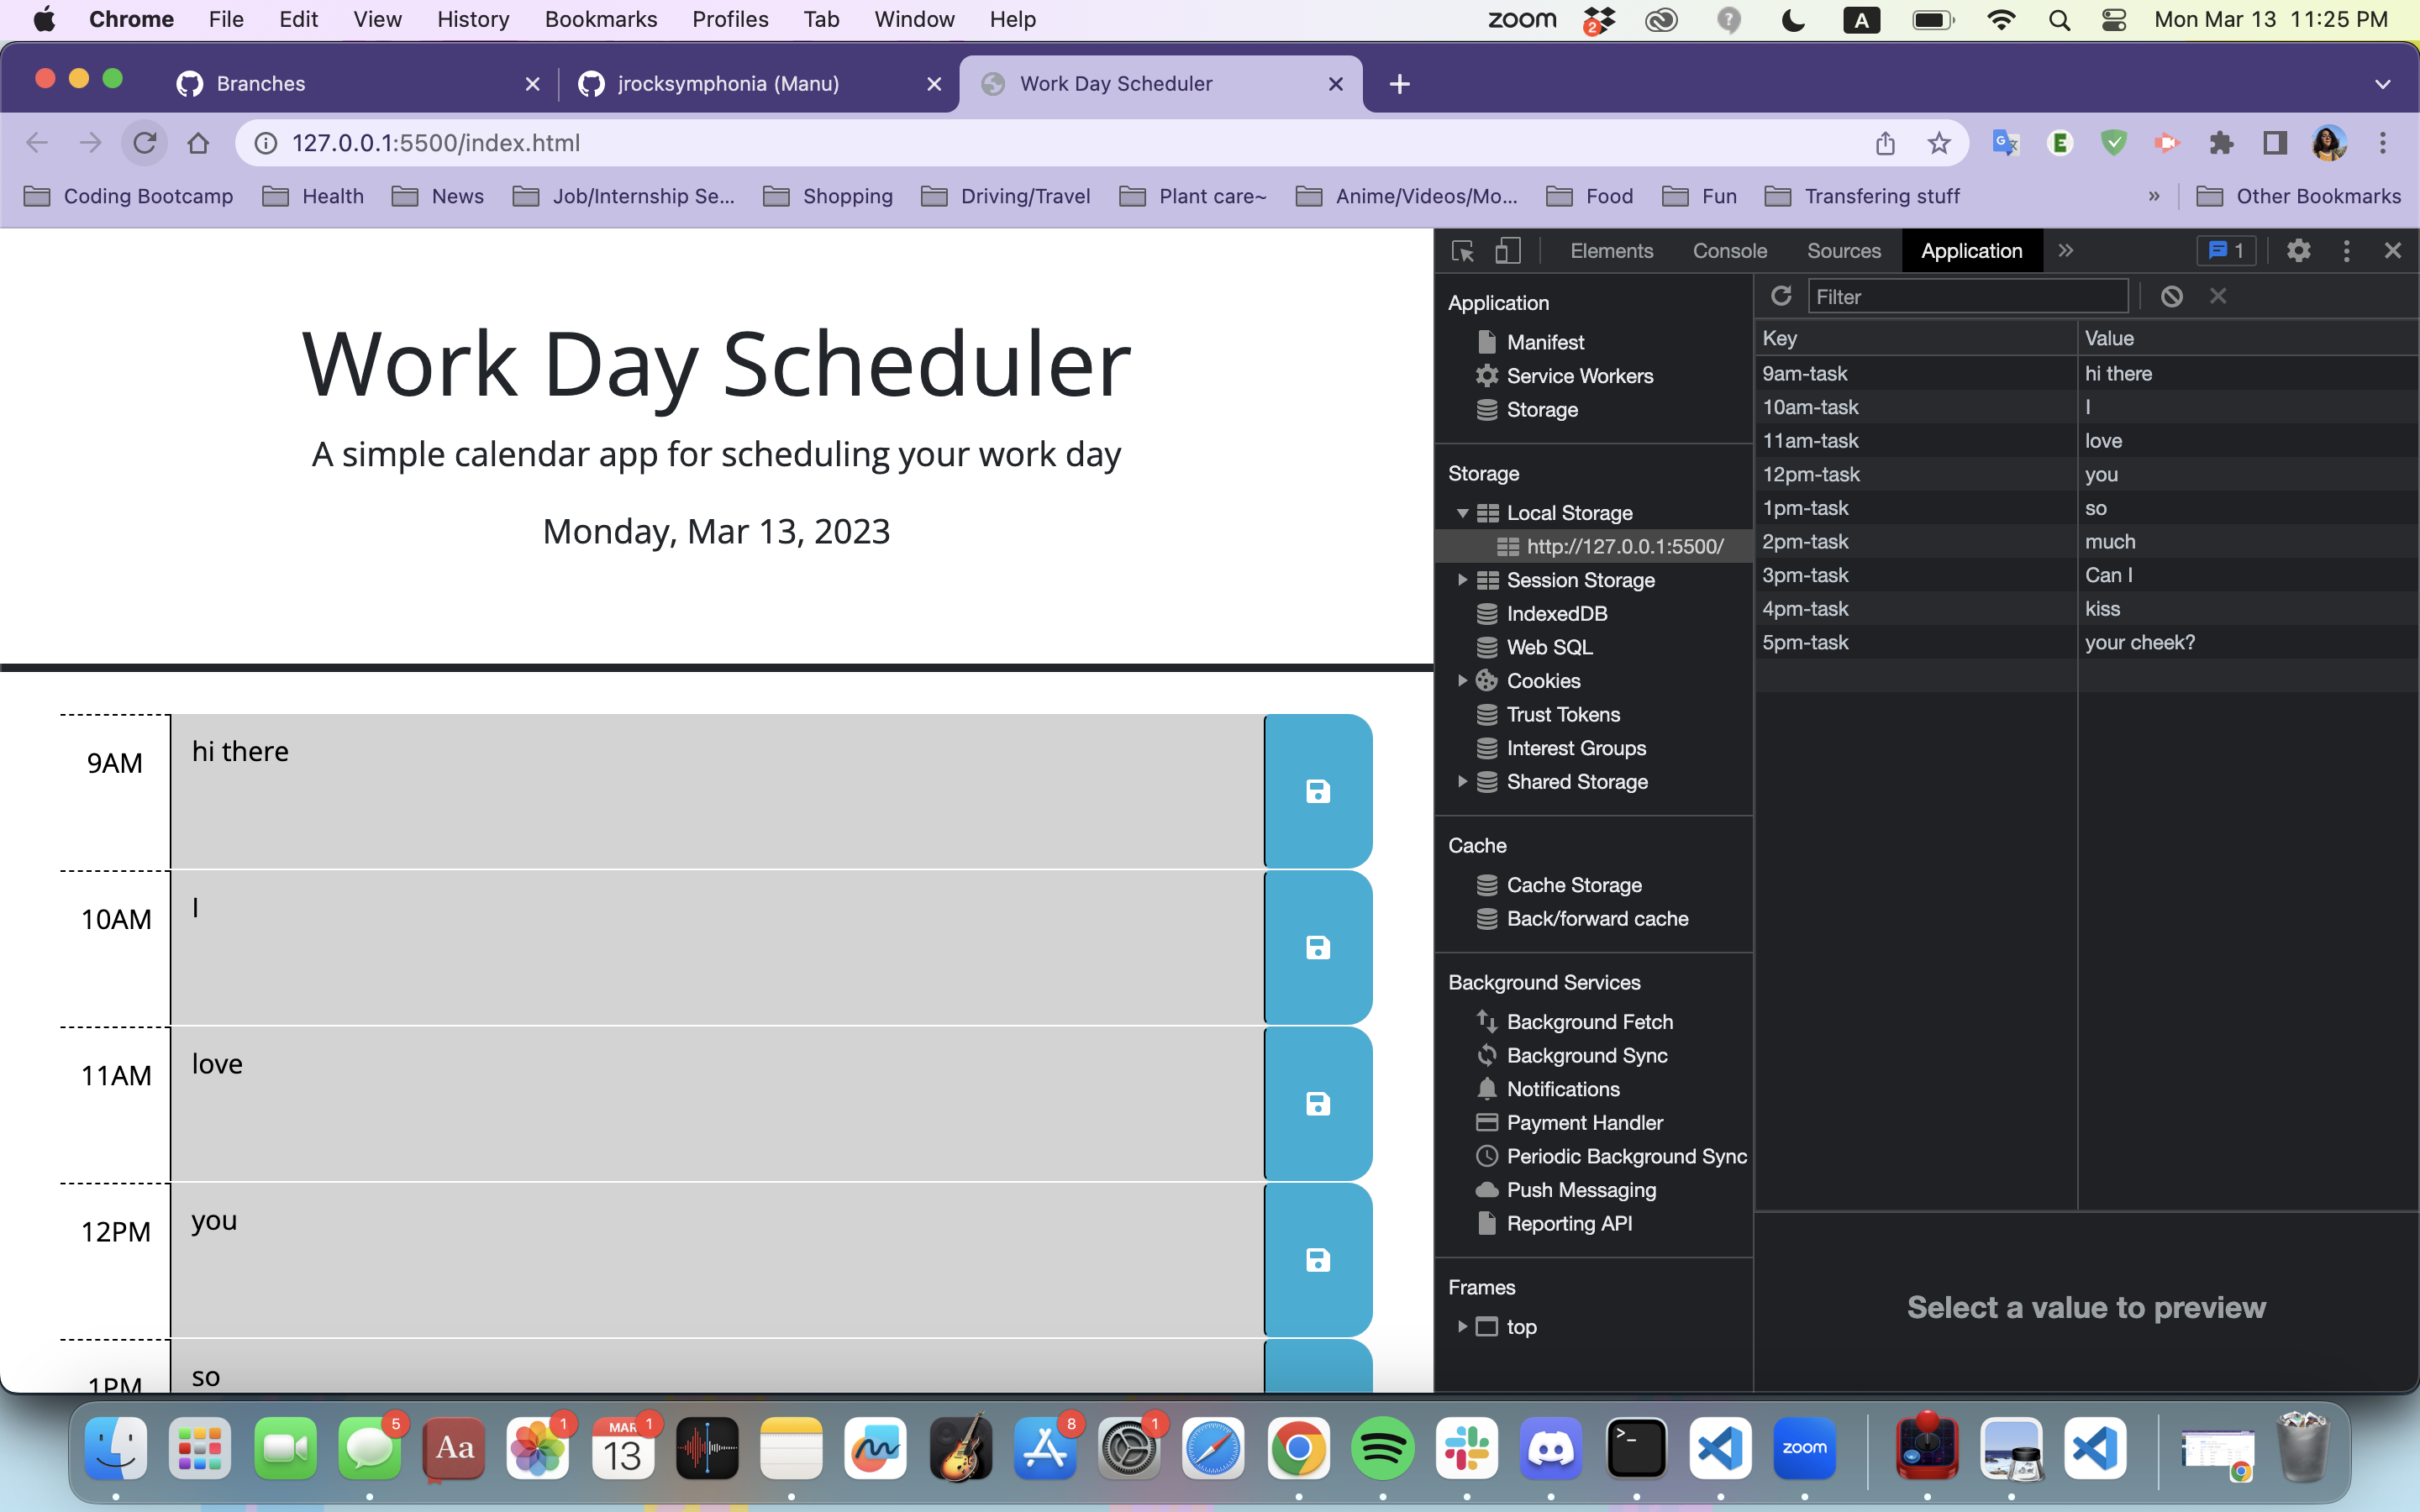 Chrome File Edit View History Bookmarks Profiles Tab Window Help zoom 2 ? A Mon Mar 13 11:25 PM
Branches jrocksymphonia (Manu) Work Day Scheduler
127.0.0.1:5500/index.html
Coding Bootcamp Health News Job/Internship Se... Shopping Driving/Travel Plant care~ Anime/Videos/Mo... Food Fun Transfering stuff » Other Bookmarks
Work Day Scheduler
A simple calendar app for scheduling your work day
Monday, Mar 13, 2023
9AM hi there
10AM I
11AM love
12PM you
1PM so
Elements Console Sources Application 1
Application
Manifest
Service Workers
Storage
Storage
Local Storage
http://127.0.0.1:5500/
Session Storage
IndexedDB
Web SQL
Cookies
Trust Tokens
Interest Groups
Shared Storage
Cache
Cache Storage
Back/forward cache
Background Services
Background Fetch
Background Sync
Notifications
Payment Handler
Periodic Background Sync
Push Messaging
Reporting API
Frames
top
Filter
Key Value
9am-task hi there
10am-task I
11am-task love
12pm-task you
1pm-task so
2pm-task much
3pm-task Can I
4pm-task kiss
5pm-task your cheek?
Select a value to preview
5 Aa 1 MAR 1 13 8 1 >_ zoom